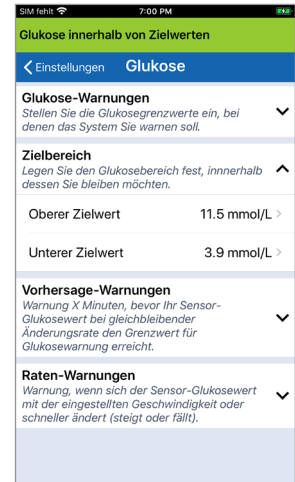 SIM fehlt 7:00 PM
Glukose innerhalb von Zielwerten
Einstellungen Glukose
Glukose-Warnungen
Stellen Sie die Glukosegrenzwerte ein, bei
denen das System Sie warnen soll.
Zielbereich
Legen Sie den Glukosebereich fest, innnerhalb
dessen Sie bleiben möchten.
Oberer Zielwert 11.5 mmol/L
Unterer Zielwert 3.9 mmol/L
Vorhersage-Warnungen
Warnung X Minuten, bevor Ihr Sensor-
Glukosewert bei gleichbleibender
Änderungsrate den Grenzwert für
Glukosewarnung erreicht.
Raten-Warnungen
Warnung, wenn sich der Sensor-Glukosewert
mit der eingestellten Geschwindigkeit oder
schneller ändert (steigt oder fällt).